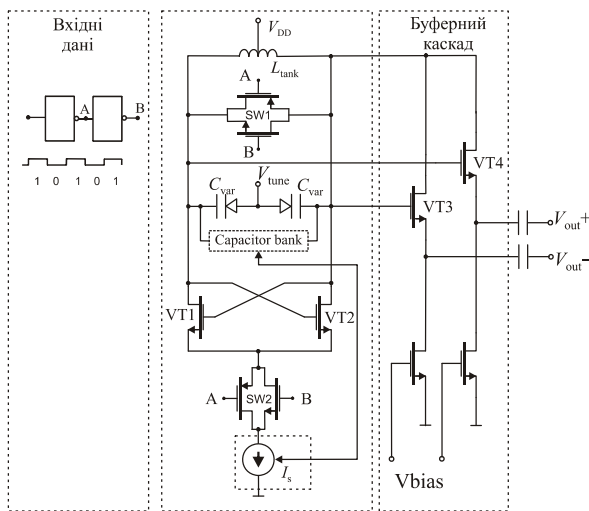 Вхідні
дані
A
B
1 0 1 0 1
V_DD
L_tank
A
SW1
B
C_var
V_tune
C_var
Capacitor bank
VT1
VT2
A
SW2
B
I_s
Буферний
каскад
VT4
VT3
V_out+
V_out−
Vbias